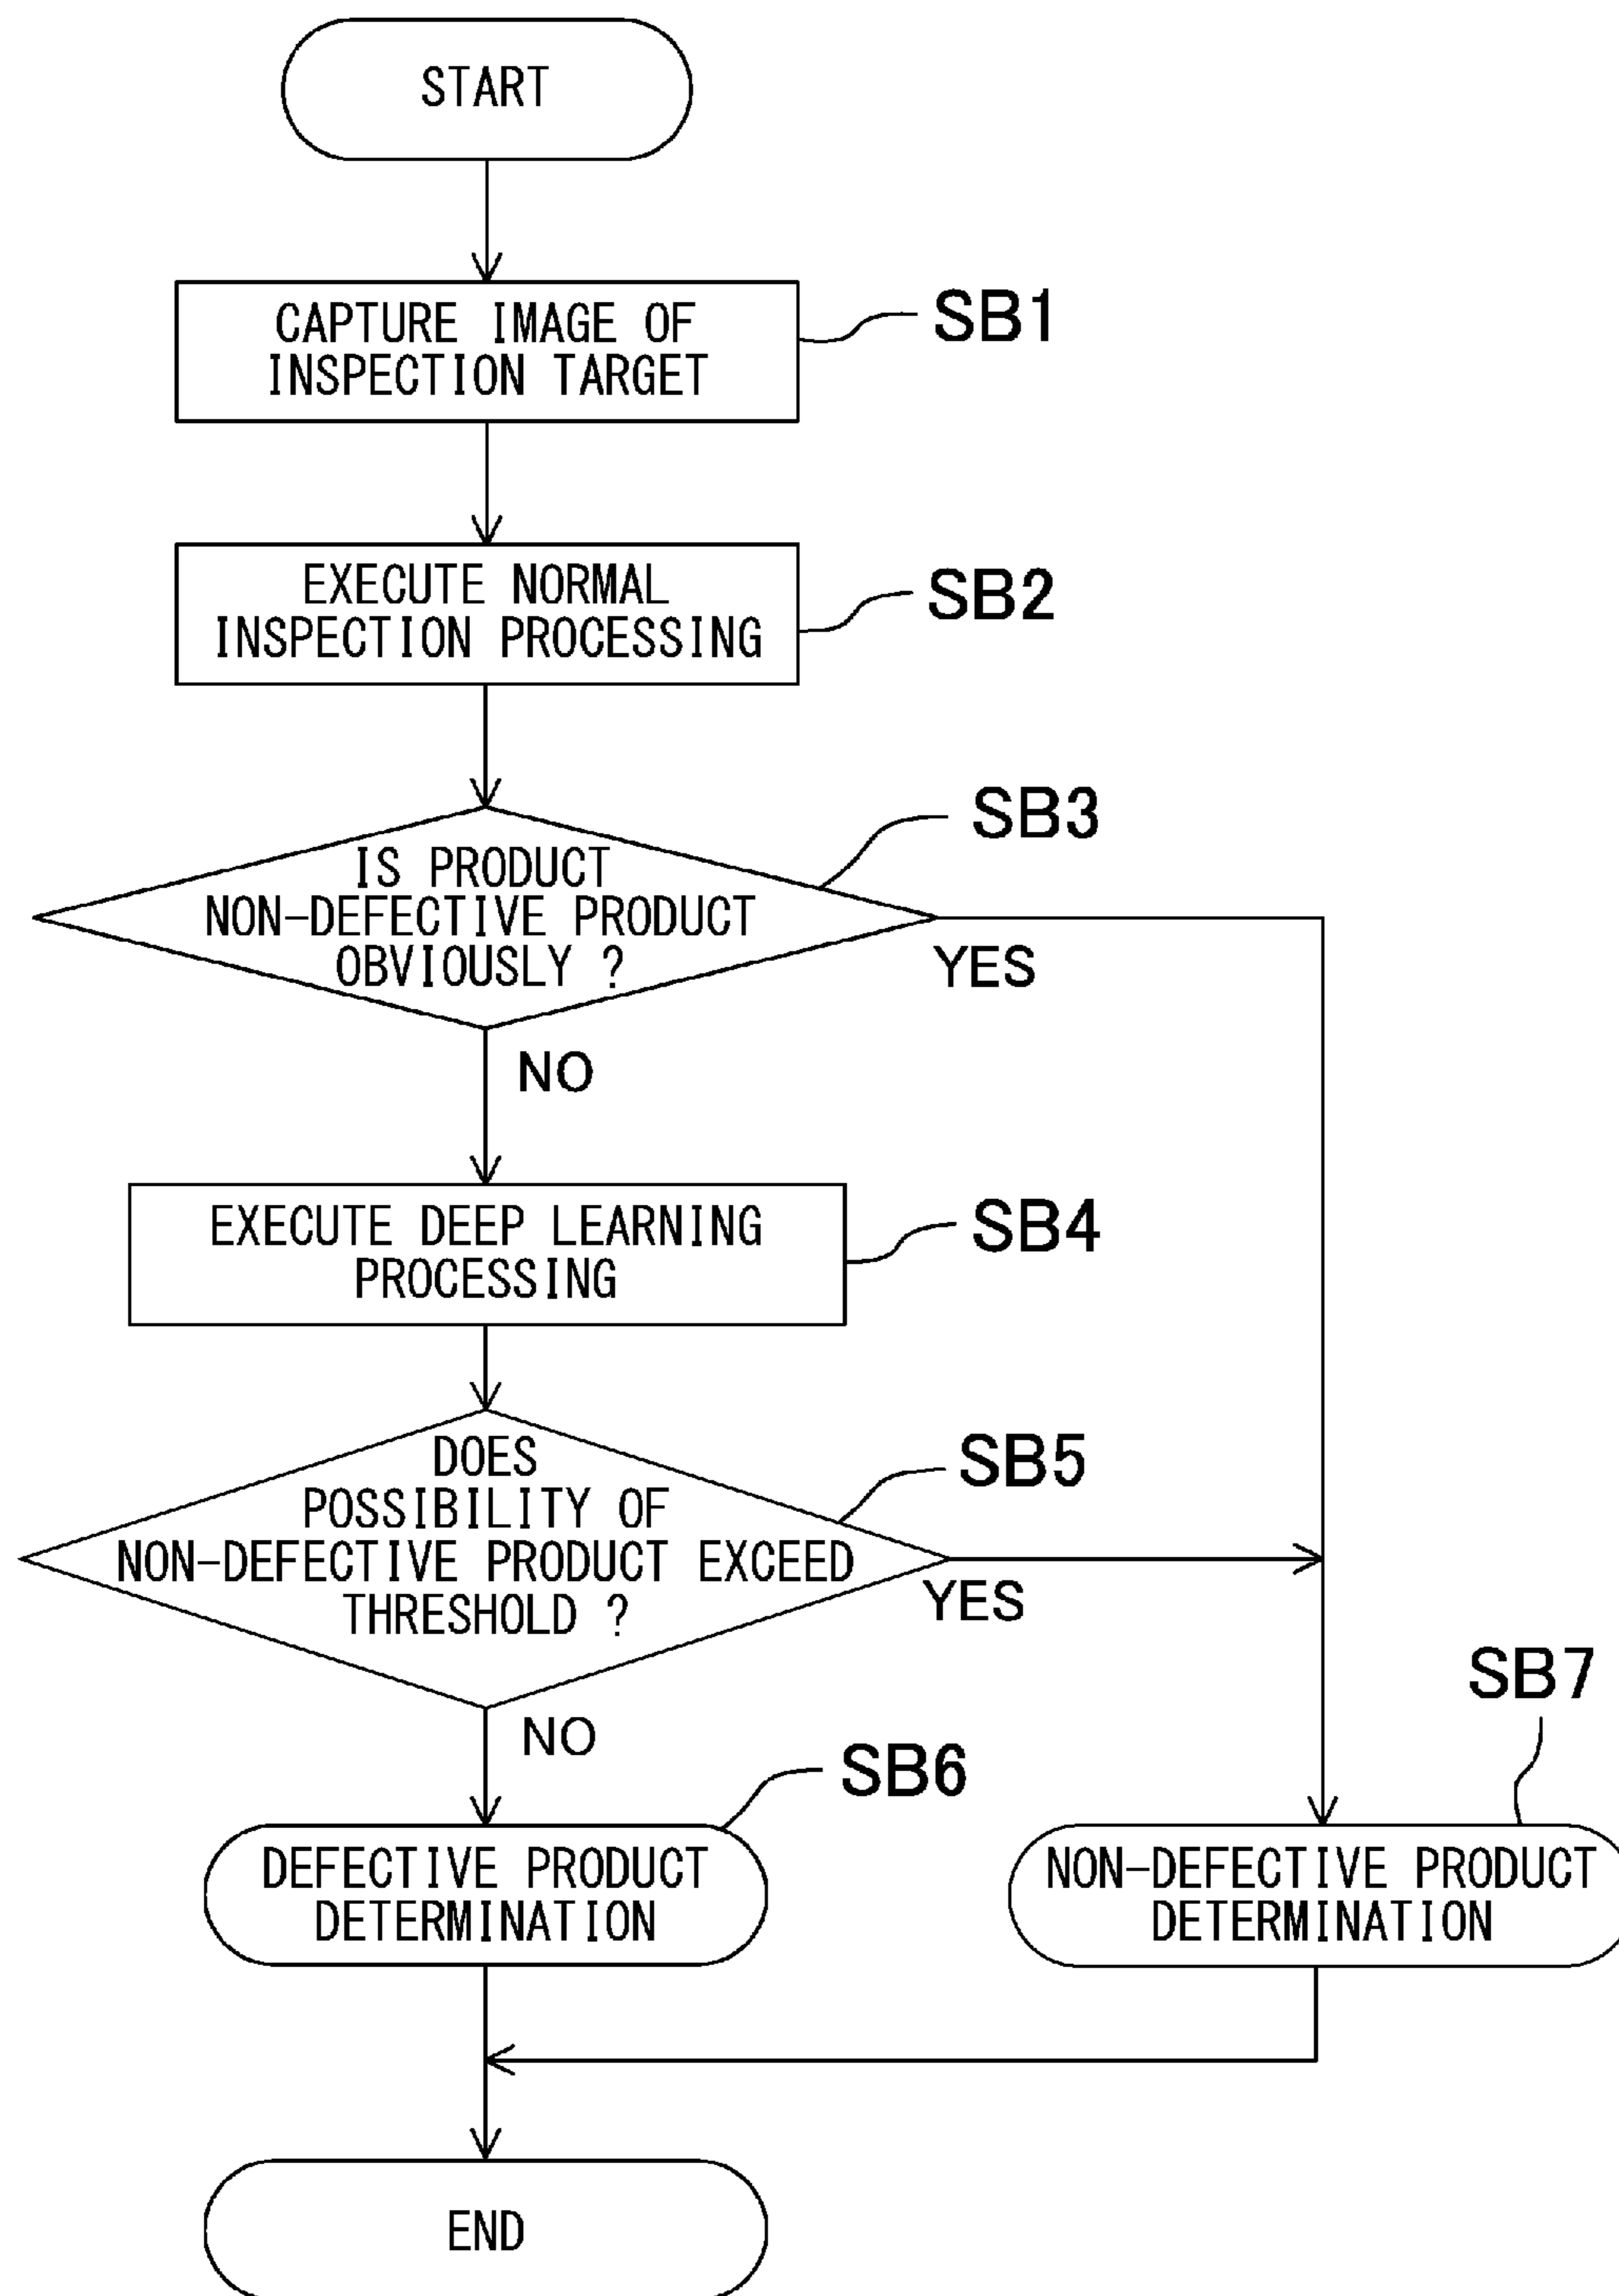 START
CAPTURE IMAGE OF
INSPECTION TARGET
SB1
EXECUTE NORMAL
INSPECTION PROCESSING
SB2
SB3
IS PRODUCT
NON-DEFECTIVE PRODUCT
OBVIOUSLY ?
YES
NO
EXECUTE DEEP LEARNING
PROCESSING
SB4
DOES
POSSIBILITY OF
NON-DEFECTIVE PRODUCT EXCEED
THRESHOLD ?
SB5
YES
NO
SB6
SB7
DEFECTIVE PRODUCT
DETERMINATION
NON-DEFECTIVE PRODUCT
DETERMINATION
END